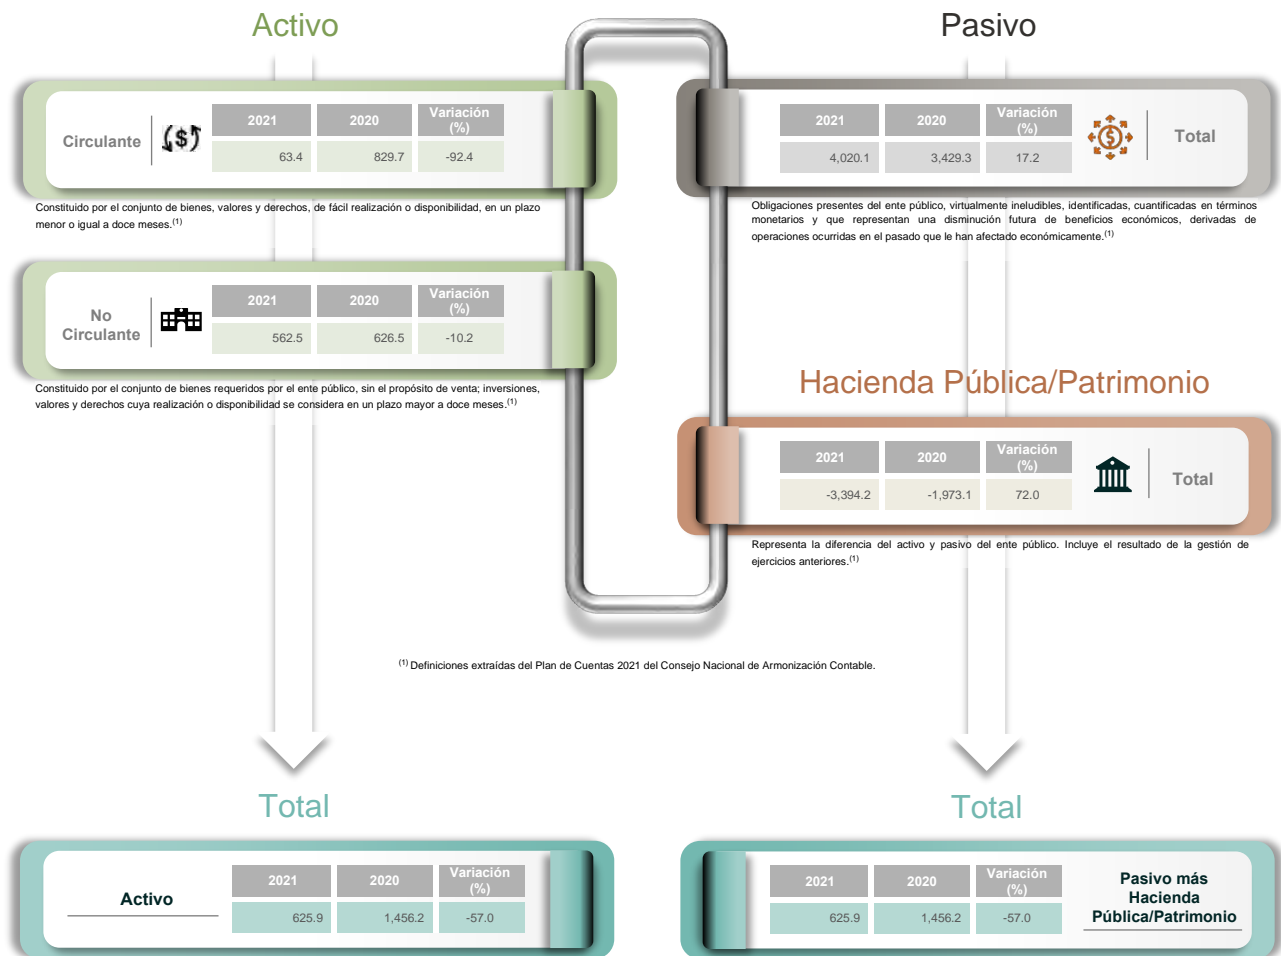 Activo
Circulante
2021 2020 Variación
(%)
63.4 829.7 -92.4
Constituido por el conjunto de bienes, valores y derechos, de fácil realización o disponibilidad, en un plazo
menor o igual a doce meses.(1)
No
Circulante
2021 2020 Variación
(%)
562.5 626.5 -10.2
Constituido por el conjunto de bienes requeridos por el ente público, sin el propósito de venta; inversiones,
valores y derechos cuya realización o disponibilidad se considera en un plazo mayor a doce meses.(1)
Pasivo
2021 2020 Variación
(%)
4,020.1 3,429.3 17.2
Total
Obligaciones presentes del ente público, virtualmente ineludibles, identificadas, cuantificadas en términos
monetarios y que representan una disminución futura de beneficios económicos, derivadas de
operaciones ocurridas en el pasado que le han afectado económicamente.(1)
Hacienda Pública/Patrimonio
2021 2020 Variación
(%)
-3,394.2 -1,973.1 72.0
Total
Representa la diferencia del activo y pasivo del ente público. Incluye el resultado de la gestión de
ejercicios anteriores.(1)
(1) Definiciones extraídas del Plan de Cuentas 2021 del Consejo Nacional de Armonización Contable.
Total
Activo
2021 2020 Variación
(%)
625.9 1,456.2 -57.0
Total
2021 2020 Variación
(%)
625.9 1,456.2 -57.0
Pasivo más
Hacienda
Pública/Patrimonio